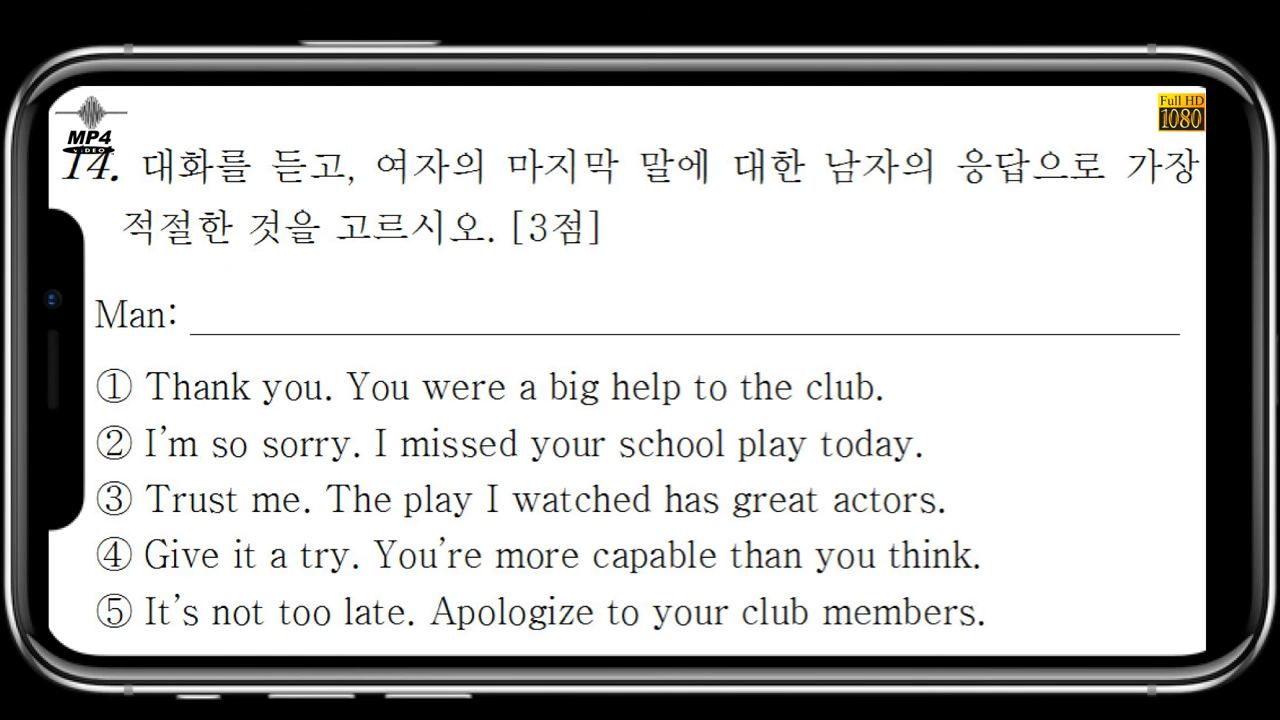 Full HD
1080
MP4
VIDEO
14. 대화를 듣고, 여자의 마지막 말에 대한 남자의 응답으로 가장
적절한 것을 고르시오. [3점]
Man:
① Thank you. You were a big help to the club.
② I'm so sorry. I missed your school play today.
③ Trust me. The play I watched has great actors.
④ Give it a try. You're more capable than you think.
⑤ It's not too late. Apologize to your club members.